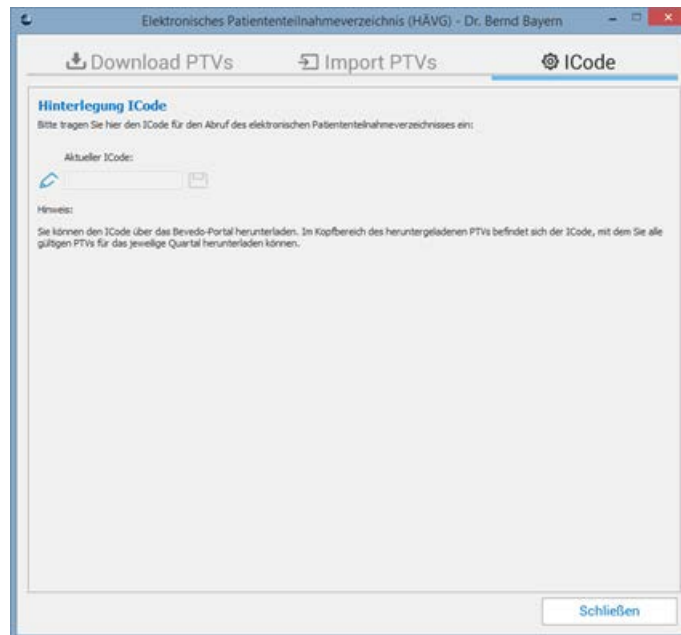 Elektronisches Patiententeilnahmeverzeichnis (HÄVG) - Dr. Bernd Bayern
Download PTVs
Import PTVs
ICode
Hinterlegung ICode
Bitte tragen Sie hier den ICode für den Abruf des elektronischen Patiententeilnahmeverzeichnisses ein:
Aktueller ICode:
Hinweis:
Sie können den ICode über das Bevedo-Portal herunterladen. Im Kopfbereich des heruntergeladenen PTVs befindet sich der ICode, mit dem Sie alle
gültigen PTVs für das jeweilige Quartal herunterladen können.
Schließen